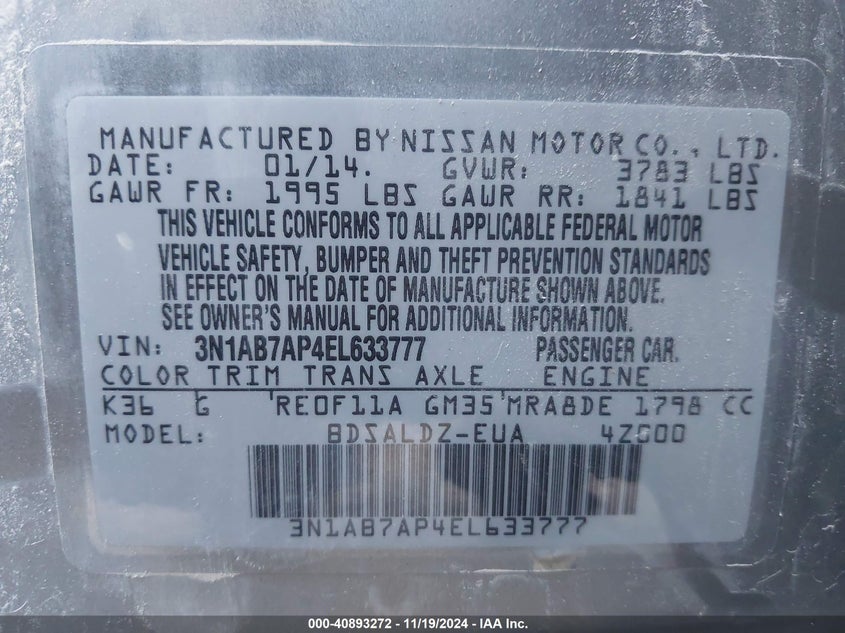 MANUFACTURED BY NISSAN MOTOR CO., LTD.
DATE: 01/14. GVWR: 3783 LBS
GAWR FR: 1995 LBS GAWR RR: 1841 LBS
THIS VEHICLE CONFORMS TO ALL APPLICABLE FEDERAL MOTOR
VEHICLE SAFETY, BUMPER AND THEFT PREVENTION STANDARDS
IN EFFECT ON THE DATE OF MANUFACTURE SHOWN ABOVE.
SEE OWNER'S MANUAL FOR ADDITIONAL INFORMATION.
VIN: 3N1AB7AP4EL633777 PASSENGER CAR.
COLOR TRIM TRANS AXLE ENGINE
K36 G RE0F11A GM35 MRA8DE 1798 CC
MODEL: BDSALDZ-EUA 4Z000
3N1AB7AP4EL633777
000-40893272 - 11/19/2024 - IAA Inc.